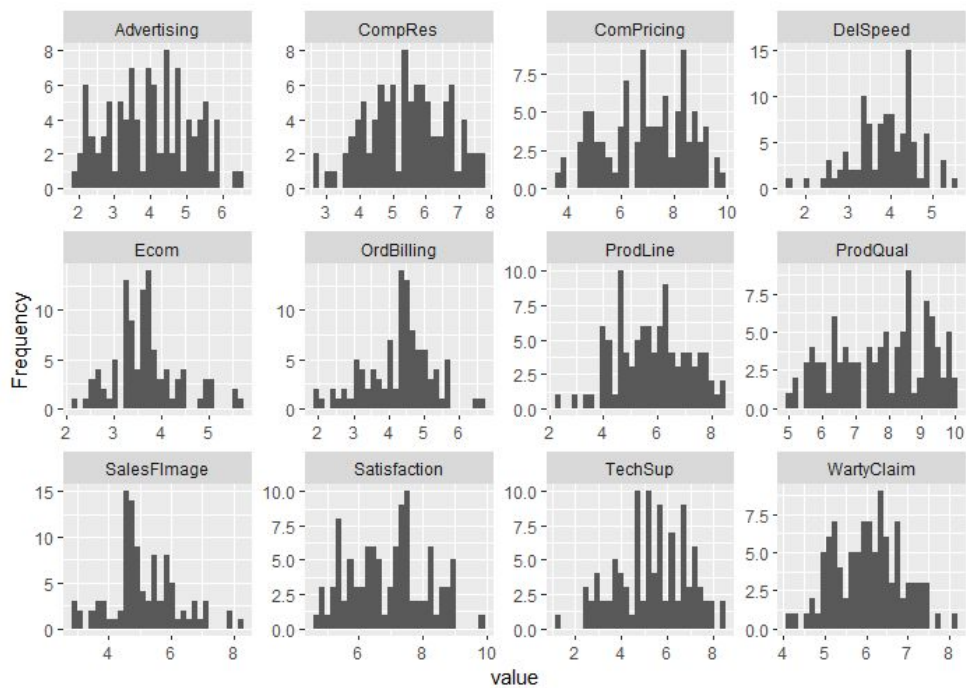 Advertising CompRes ComPricing DelSpeed
8 8 7.5 15
6 6 5.0 10
4 4 2.5 5
2 2 0.0 0
0 0
2 3 4 5 6 3 4 5 6 7 8 4 6 8 10 2 3 4 5
Ecom OrdBilling ProdLine ProdQual
10 10 10.0 7.5
5 5 7.5 5.0
0 0 5.0 2.5
2.5 0.0
0.0
2 3 4 5 2 3 4 5 6 2 4 6 8 5 6 7 8 9 10
SalesFImage Satisfaction TechSup WartyClaim
15 10.0 10.0 7.5
10 7.5 7.5 5.0
5 5.0 5.0 2.5
0 2.5 2.5 0.0
0.0 0.0
4 6 8 6 8 10 2 4 6 8 4 5 6 7 8
Frequency
value